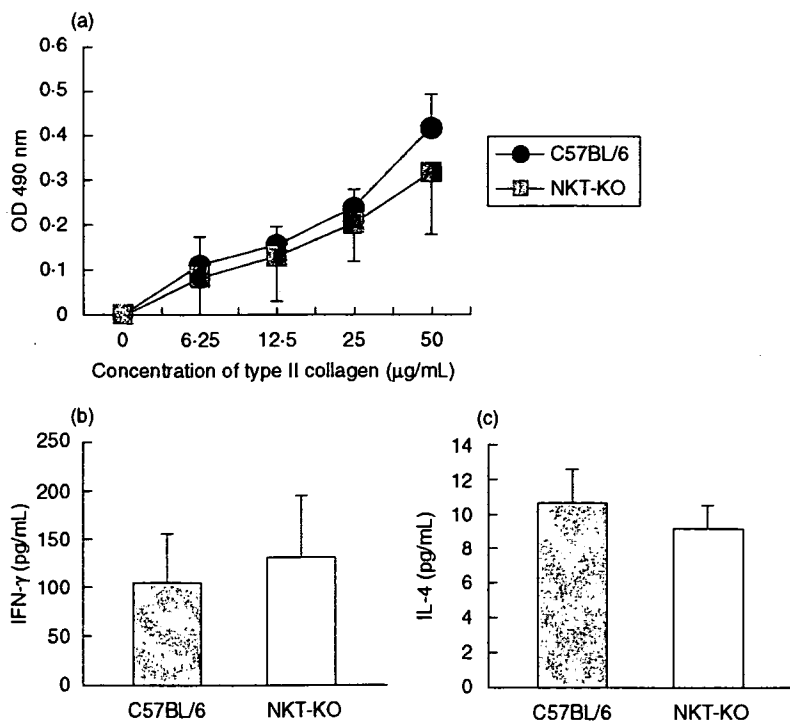 (a)
0·6
0·5
0·4
0·3
0·2
0·1
0
OD 490 nm
0 6·25 12·5 25 50
Concentration of type II collagen (μg/mL)
C57BL/6
NKT-KO
(b)
250
200
150
100
50
0
IFN-γ (pg/mL)
C57BL/6 NKT-KO
(c)
14
12
10
8
6
4
2
0
IL-4 (pg/mL)
C57BL/6 NKT-KO